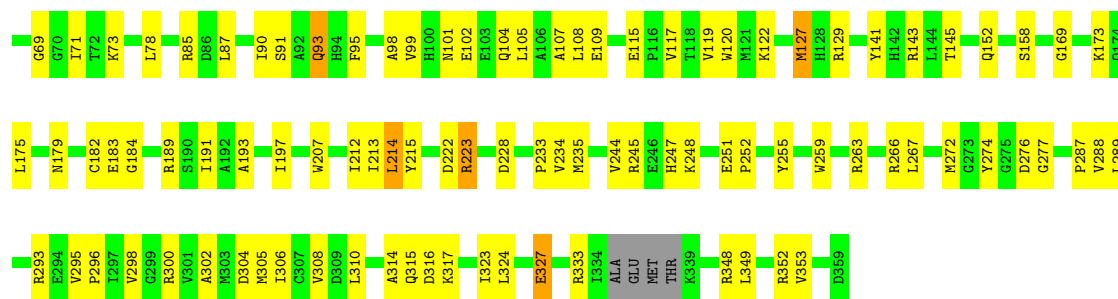 G69 G70 I71 T72 K73 L78 R85 D86 L87 I90 S91 A92 Q93 H94 F95 A98 V99 H100 N101 E102 E103 Q104 L105 A106 A107 L108 E109 E115 P116 V117 T118 V119 W120 M121 K122 M127 H128 R129 Y141 H142 R143 L144 T145 Q152 S158 G169 K173 Q174
L175 N179 C182 E183 G184 R189 S190 I191 A192 A193 I197 W207 I212 I213 L214 Y215 D222 R223 D228 P233 V234 M235 V244 R245 E246 H247 K248 E251 P252 Y255 W259 R263 R266 L267 M272 G273 Y274 G275 D276 G277 P287 V288 L289
R293 E294 V295 P296 I297 V298 G299 R300 V301 A302 M303 D304 M305 I306 C307 V308 D309 L310 A314 Q315 D316 K317 I323 L324 E327 R333 I334 ALA GLU MET THR K339 R348 L349 R352 V353 D359